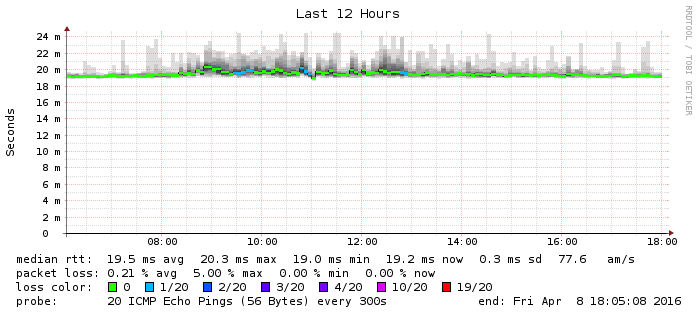 Last 12 Hours
RRDTOOL / TOBI OETIKER
Seconds
24 m
22 m
20 m
18 m
16 m
14 m
12 m
10 m
8 m
6 m
4 m
2 m
0
08:00 10:00 12:00 14:00 16:00 18:00
median rtt: 19.5 ms avg 20.3 ms max 19.0 ms min 19.2 ms now 0.3 ms sd 77.6 am/s
packet loss: 0.21 % avg 5.00 % max 0.00 % min 0.00 % now
loss color: 0 1/20 2/20 3/20 4/20 10/20 19/20
probe: 20 ICMP Echo Pings (56 Bytes) every 300s end: Fri Apr 8 18:05:08 2016